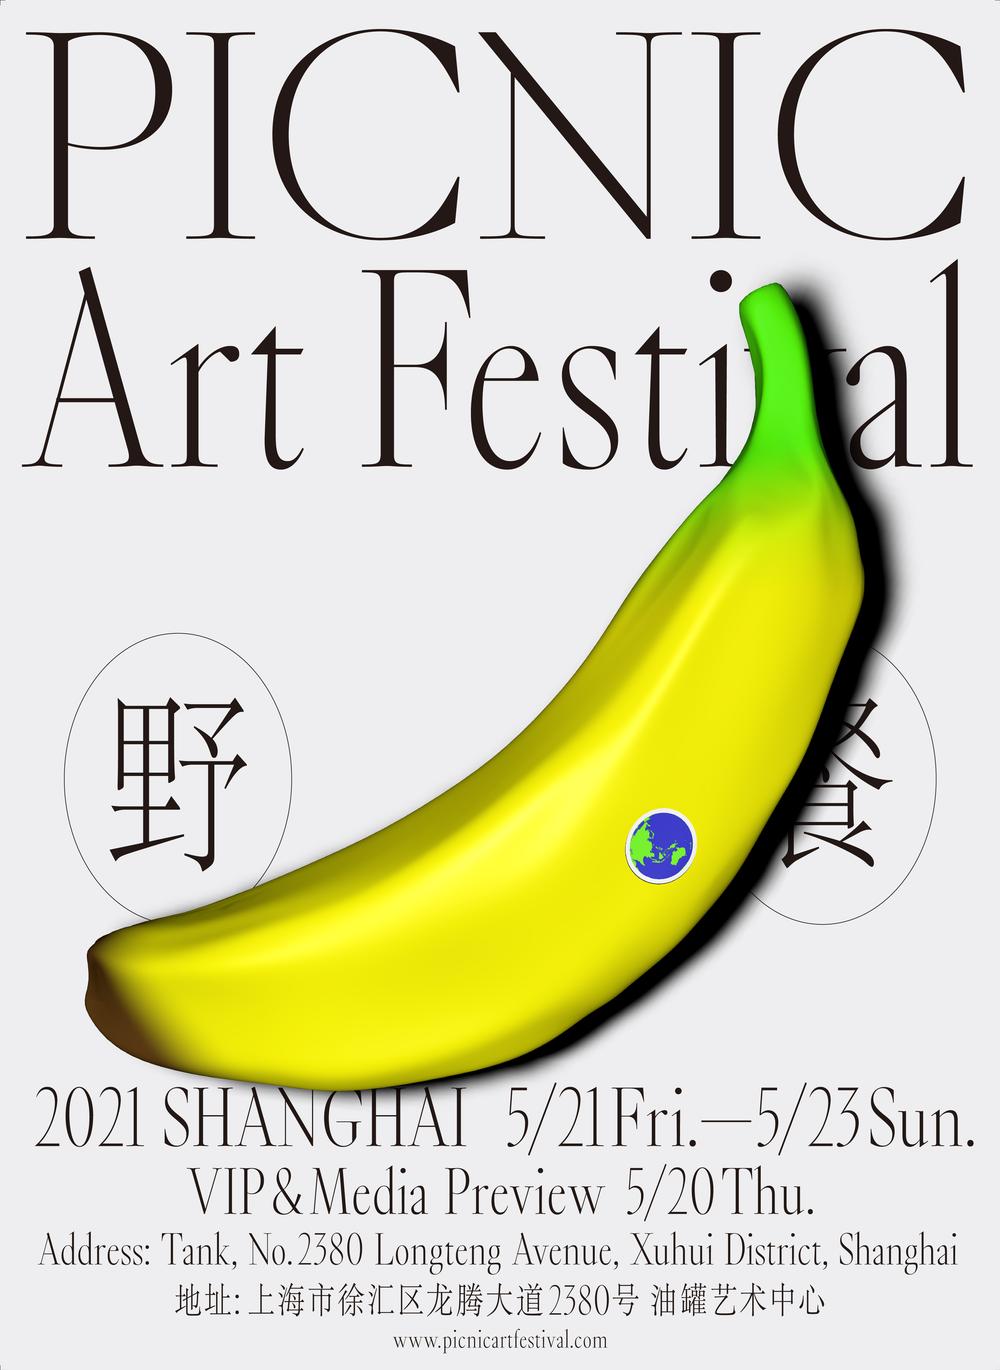 PICNIC
Art Festival
野餐
2021 SHANGHAI 5/21 Fri.—5/23 Sun.
VIP & Media Preview 5/20 Thu.
Address: Tank, No.2380 Longteng Avenue, Xuhui District, Shanghai
地址: 上海市徐汇区龙腾大道2380号 油罐艺术中心
www.picnicartfestival.com